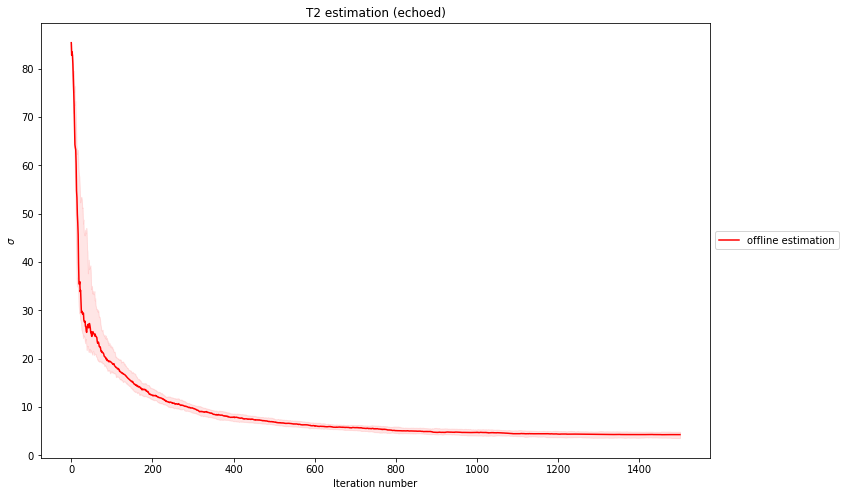 T2 estimation (echoed)
80
70
60
50
40
30
20
10
0
σ
0 200 400 600 800 1000 1200 1400
Iteration number
offline estimation